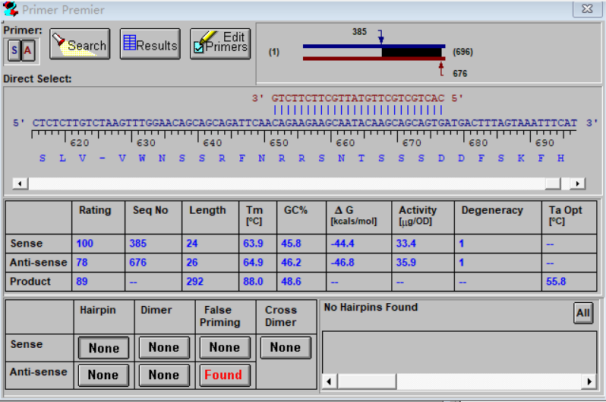 Primer Premier
Primer:
S A
Search
Results
Edit Primers
385
(1)
(696)
676
Direct Select:
3' GTCTTCTTCGTTATGTTCGTCGTCAC 5'
5' CTCTCTTGTCTAAGTTTGGAACAGCAGCAGATTCAACAGAAGAAGCAATACAAGCAGCAGTGATGACTTTAGTAAATTTCAT 3'
620 630 640 650 660 670 680 690
S L V - V W N S S R F N R R S N T S S S D D F S K F H
Rating Seq No Length Tm [ºC] GC% Δ G [kcals/mol] Activity [µg/OD] Degeneracy Ta Opt [ºC]
Sense 100 385 24 63.9 45.8 -44.4 33.4 1 --
Anti-sense 78 676 26 64.9 46.2 -46.8 35.9 1 --
Product 89 -- 292 88.0 48.6 -- -- -- 55.8
Hairpin Dimer False Priming Cross Dimer
Sense None None None None
Anti-sense None None Found
No Hairpins Found
All